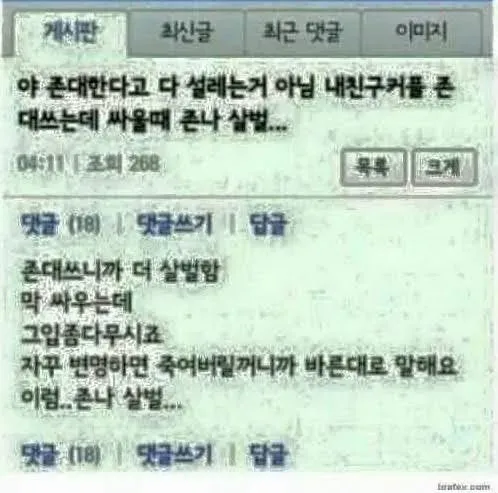 게시판 최신글 최근 댓글 이미지
야 존대한다고 다 설레는거 아님 내친구커플 존
대쓰는데 싸울때 존나 살벌...
04:11 | 조회 268 목록 크게
댓글 (18) | 댓글쓰기 | 답글
존대쓰니까 더 살벌함
막 싸우는데
그입좀다무시죠
자꾸 변명하면 죽여버릴꺼니까 바른대로 말해요
이럼..존나 살벌...
댓글 (18) | 댓글쓰기 | 답글